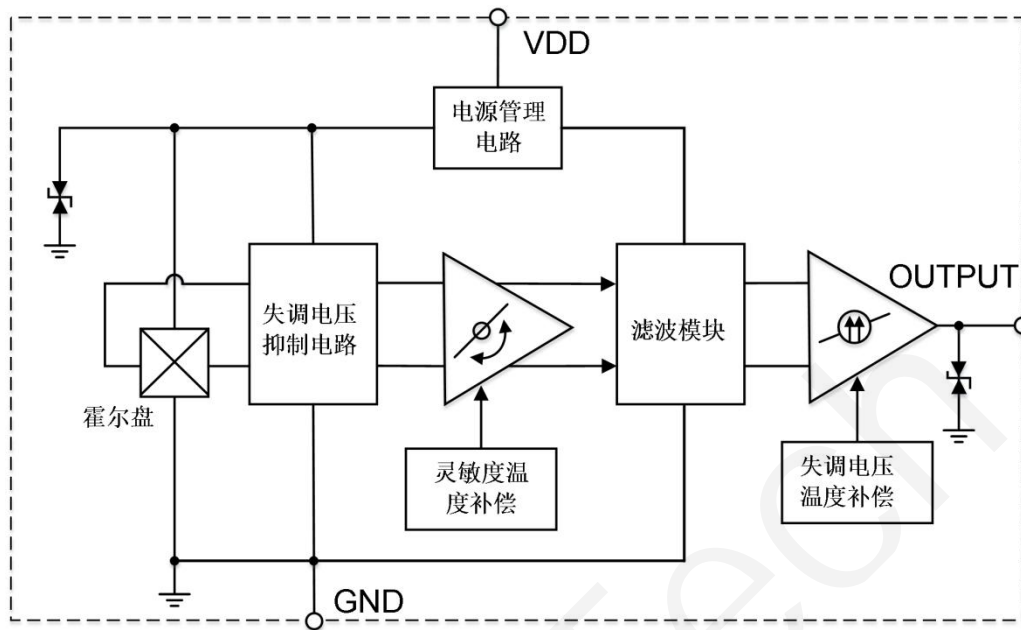 VDD
电源管理
电路
失调电压
抑制电路
滤波模块
OUTPUT
霍尔盘
灵敏度温
度补偿
失调电压
温度补偿
GND
Tech